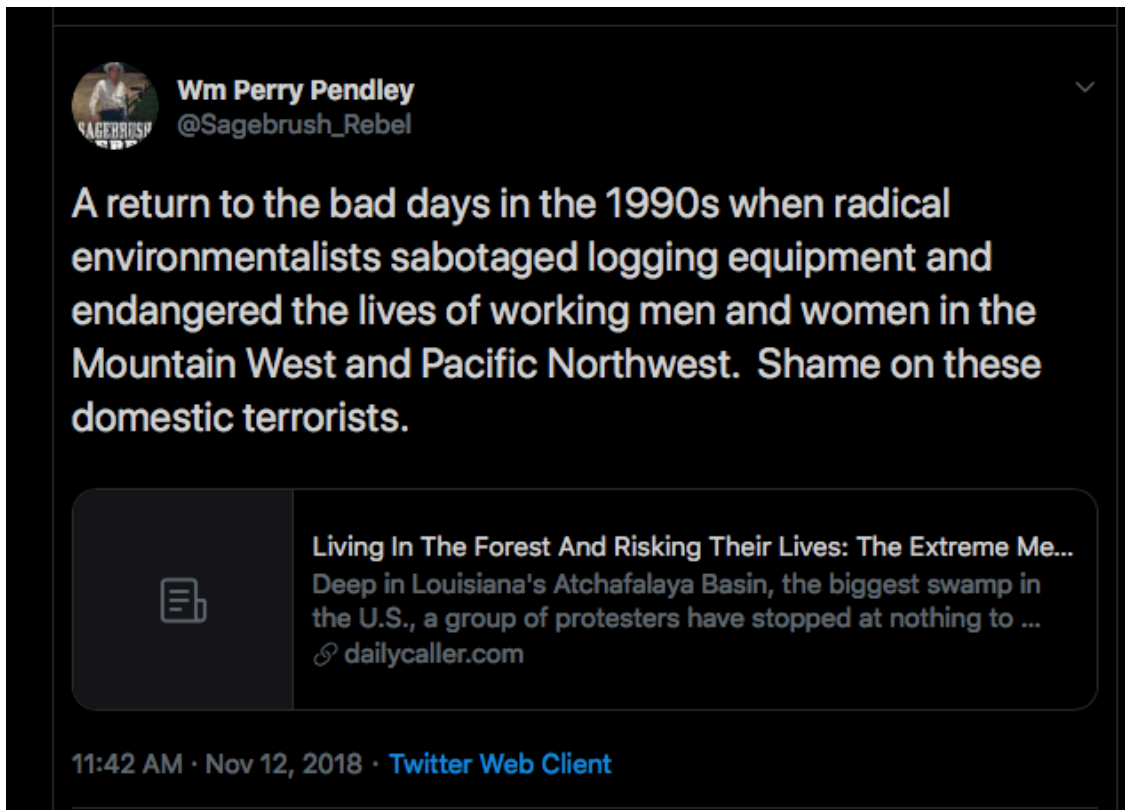 Wm Perry Pendley
@Sagebrush_Rebel
SAGEBRUSH
A return to the bad days in the 1990s when radical
environmentalists sabotaged logging equipment and
endangered the lives of working men and women in the
Mountain West and Pacific Northwest.  Shame on these
domestic terrorists.
Living In The Forest And Risking Their Lives: The Extreme Me...
Deep in Louisiana's Atchafalaya Basin, the biggest swamp in
the U.S., a group of protesters have stopped at nothing to ...
dailycaller.com
11:42 AM · Nov 12, 2018 · Twitter Web Client